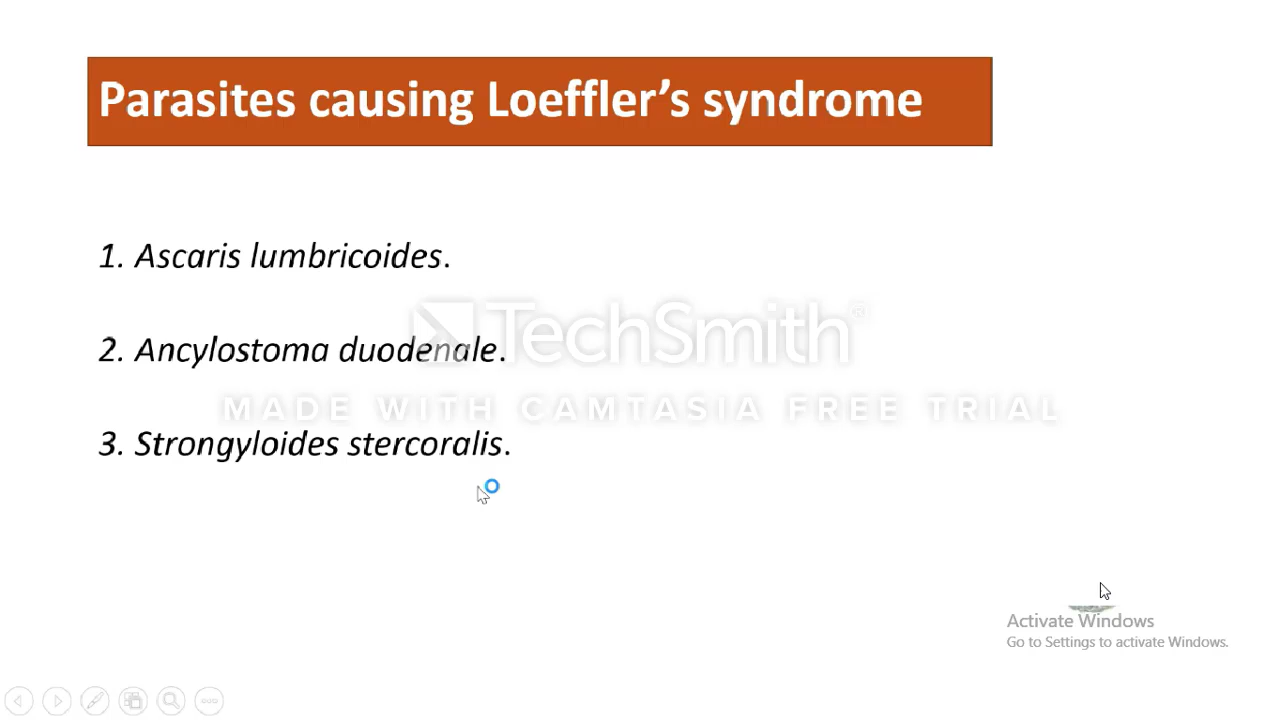 Parasites causing Loeffler’s syndrome
1. Ascaris lumbricoides.
TechSmith®
2. Ancylostoma duodenale.
MADE WITH CAMTASIA FREE TRIAL
3. Strongyloides stercoralis.
Activate Windows
Go to Settings to activate Windows.